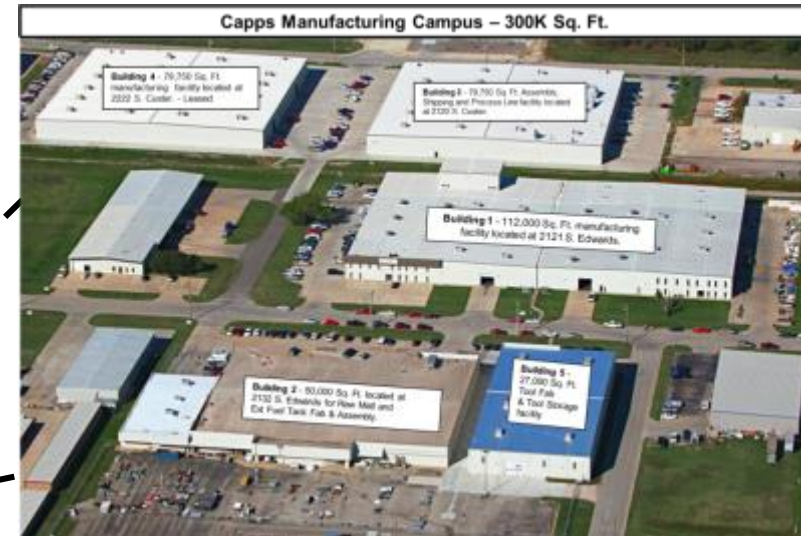 Capps Manufacturing Campus – 300K Sq. Ft.
Building 4 - 79,750 Sq. Ft.
manufacturing facility located at
2222 S. Custer. - Leased
Building 3 - 79,750 Sq. Ft. Assembly,
Shipping and Process Line facility located
at 2120 S. Custer.
Building 1 - 112,000 Sq. Ft. manufacturing
facility located at 2121 S. Edwards.
Building 2 - 50,000 Sq. Ft. located at
2132 S. Edwards for Raw Matl and
Ext Fuel Tank Fab & Assembly.
Building 5 -
27,000 Sq. Ft.
Tool Fab
& Tool Storage
facility